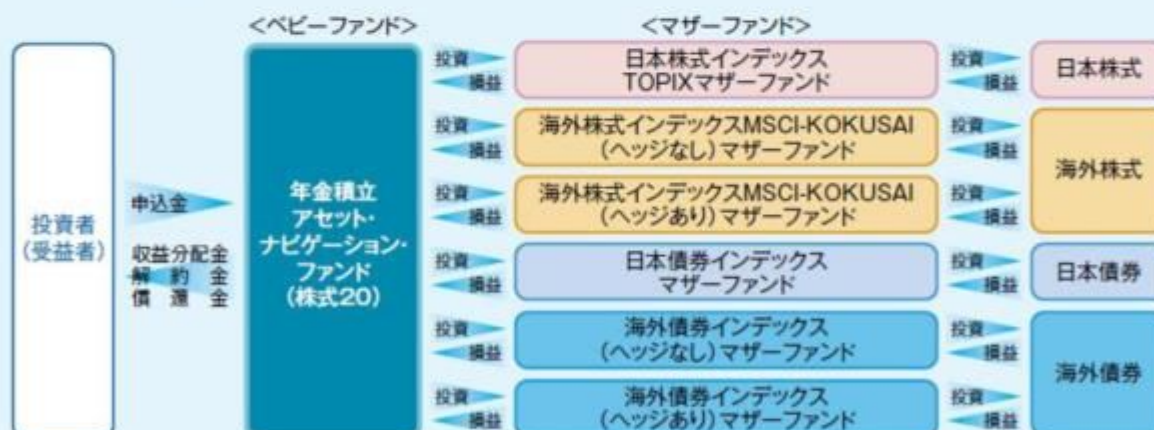 <ベビーファンド>
<マザーファンド>
投資者
(受益者)
申込金
収益分配金
解約金
償還金
年金積立
アセット・
ナビゲーション・
ファンド
(株式20)
投資
損益
日本株式インデックス
TOPIXマザーファンド
投資
損益
日本株式
投資
損益
海外株式インデックスMSCI-KOKUSAI
(ヘッジなし)マザーファンド
投資
損益
海外株式
投資
損益
海外株式インデックスMSCI-KOKUSAI
(ヘッジあり)マザーファンド
投資
損益
投資
損益
日本債券インデックス
マザーファンド
投資
損益
日本債券
投資
損益
海外債券インデックス
(ヘッジなし)マザーファンド
投資
損益
海外債券
投資
損益
海外債券インデックス
(ヘッジあり)マザーファンド
投資
損益